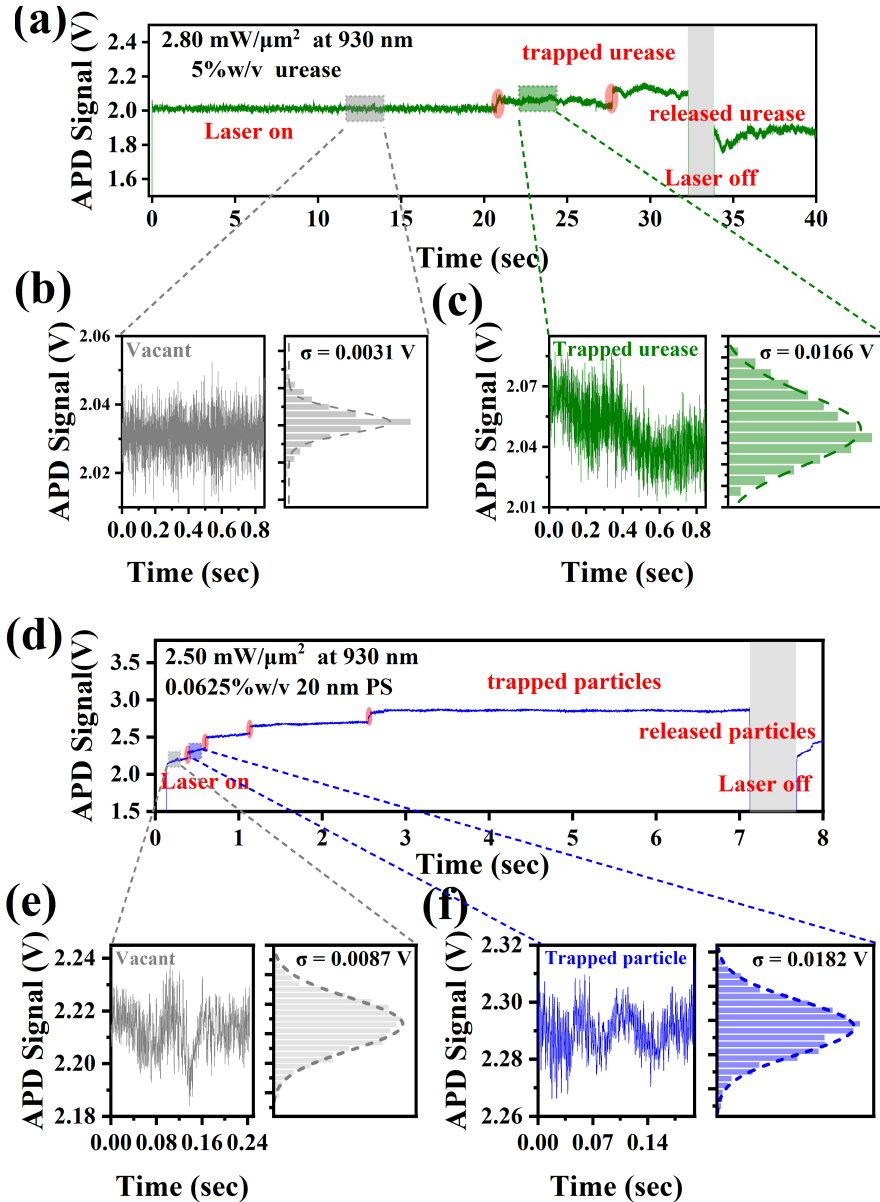 (a)
2.80 mW/μm² at 930 nm
5%w/v urease
trapped urease
released urease
Laser on
Laser off
APD Signal (V)
2.4
2.2
2.0
1.8
1.6
0 5 10 15 20 25 30 35 40
Time (sec)
(b)
Vacant
σ = 0.0031 V
APD Signal (V)
2.06
2.04
2.02
0.0 0.2 0.4 0.6 0.8
Time (sec)
(c)
Trapped urease
σ = 0.0166 V
APD Signal (V)
2.07
2.04
2.01
0.0 0.2 0.4 0.6 0.8
Time (sec)
(d)
2.50 mW/μm² at 930 nm
0.0625%w/v 20 nm PS
trapped particles
released particles
Laser on
Laser off
APD Signal(V)
3.5
3.0
2.5
2.0
1.5
0 1 2 3 4 5 6 7 8
Time (sec)
(e)
Vacant
σ = 0.0087 V
APD Signal (V)
2.24
2.22
2.20
2.18
0.00 0.08 0.16 0.24
Time (sec)
(f)
Trapped particle
σ = 0.0182 V
APD Signal (V)
2.32
2.30
2.28
2.26
0.00 0.07 0.14
Time (sec)